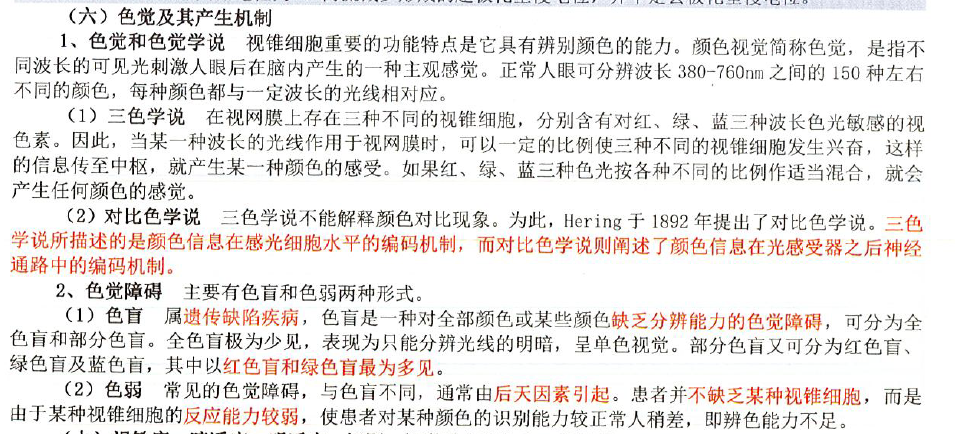 （六）色觉及其产生机制
1、色觉和色觉学说 视锥细胞重要的功能特点是它具有辨别颜色的能力。颜色视觉简称色觉，是指不
同波长的可见光刺激人眼后在脑内产生的一种主观感觉。正常人眼可分辨波长 380-760nm 之间的 150 种左右
不同的颜色，每种颜色都与一定波长的光线相对应。
（1）三色学说 在视网膜上存在三种不同的视锥细胞，分别含有对红、绿、蓝三种波长色光敏感的视
色素。因此，当某一种波长的光线作用于视网膜时，可以一定的比例使三种不同的视锥细胞发生兴奋，这样
的信息传至中枢，就产生某一种颜色的感受。如果红、绿、蓝三种色光按各种不同的比例作适当混合，就会
产生任何颜色的感觉。
（2）对比色学说 三色学说不能解释颜色对比现象。为此，Hering 于 1892 年提出了对比色学说。三色
学说所描述的是颜色信息在感光细胞水平的编码机制，而对比色学说则阐述了颜色信息在光感受器之后神经
通路中的编码机制。
2、色觉障碍 主要有色盲和色弱两种形式。
（1）色盲 属遗传缺陷疾病，色盲是一种对全部颜色或某些颜色缺乏分辨能力的色觉障碍，可分为全
色盲和部分色盲。全色盲极为少见，表现为只能分辨光线的明暗，呈单色视觉。部分色盲又可分为红色盲、
绿色盲及蓝色盲，其中以红色盲和绿色盲最为多见。
（2）色弱 常见的色觉障碍，与色盲不同，通常由后天因素引起。患者并不缺乏某种视锥细胞，而是
由于某种视锥细胞的反应能力较弱，使患者对某种颜色的识别能力较正常人稍差，即辨色能力不足。